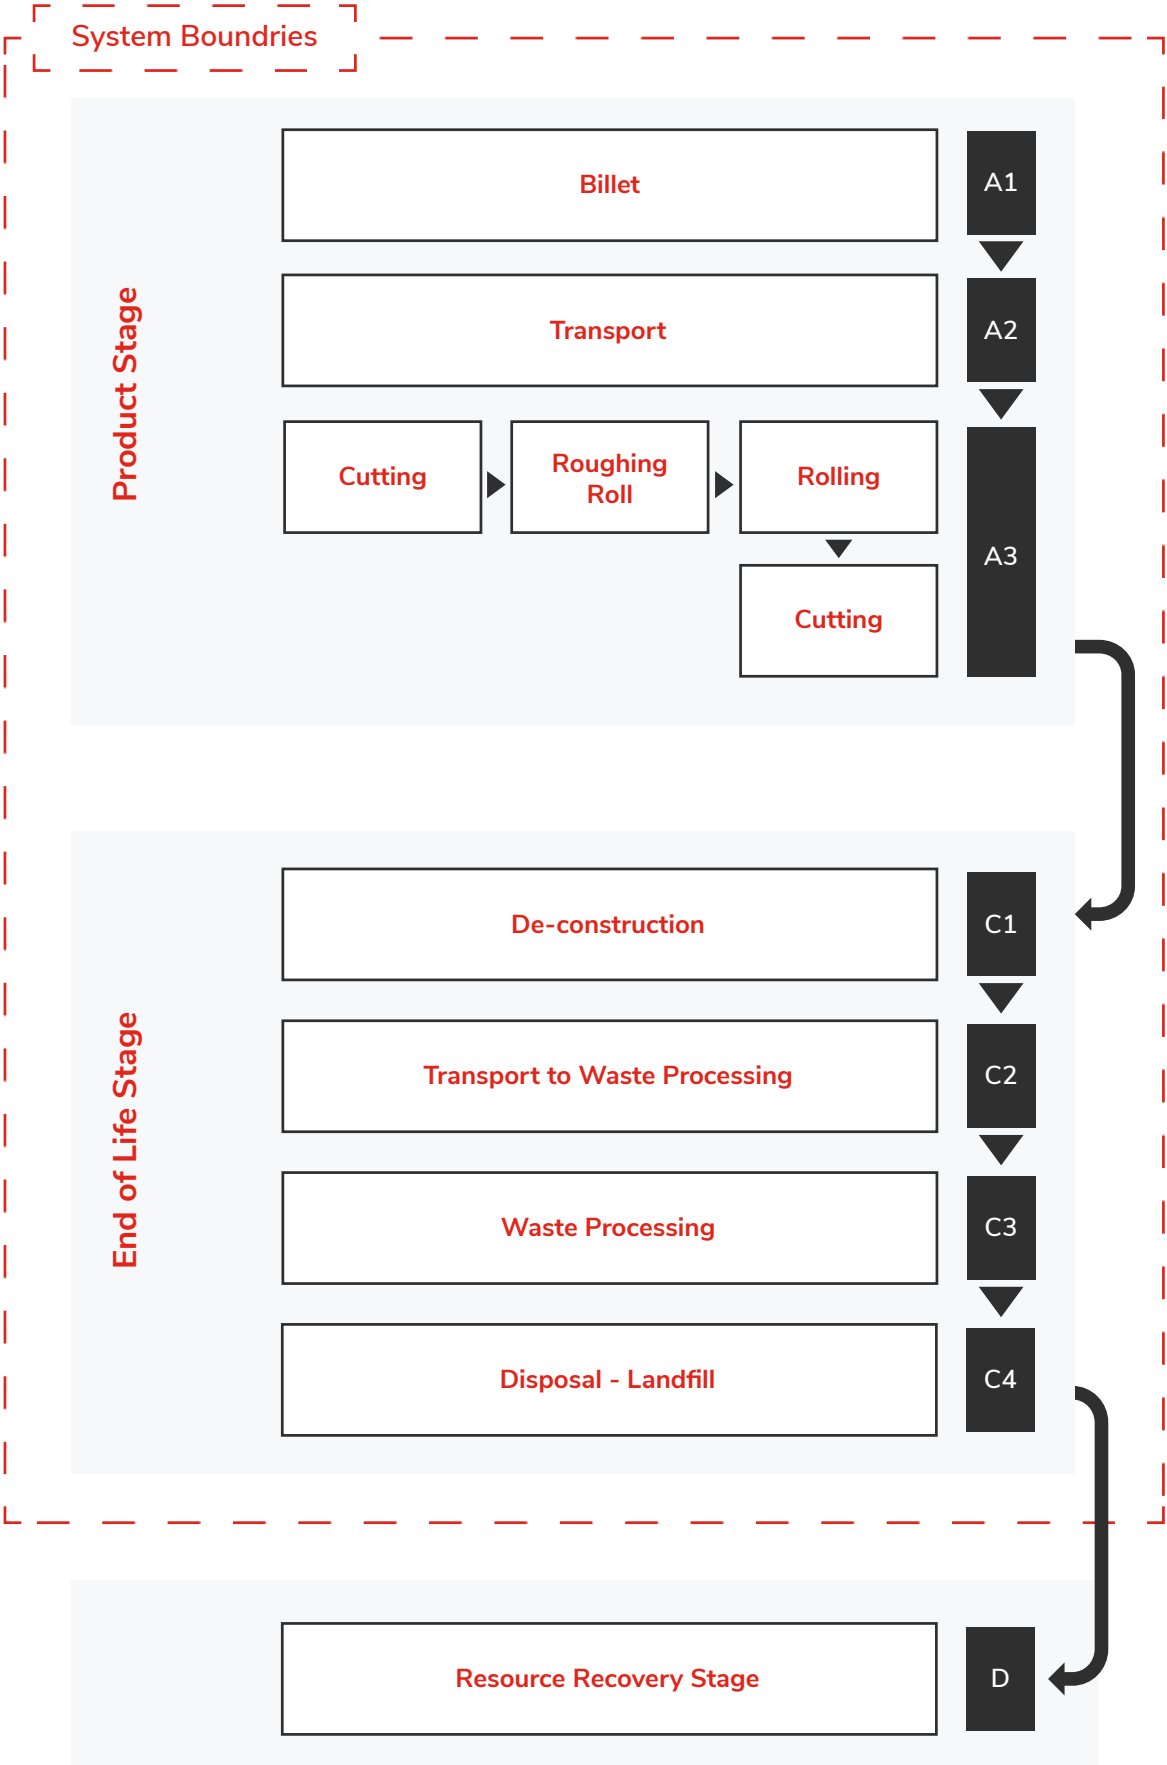 System Boundries
Product Stage
Billet
A1
Transport
A2
Cutting
Roughing
Roll
Rolling
A3
Cutting
End of Life Stage
De-construction
C1
Transport to Waste Processing
C2
Waste Processing
C3
Disposal - Landfill
C4
Resource Recovery Stage
D